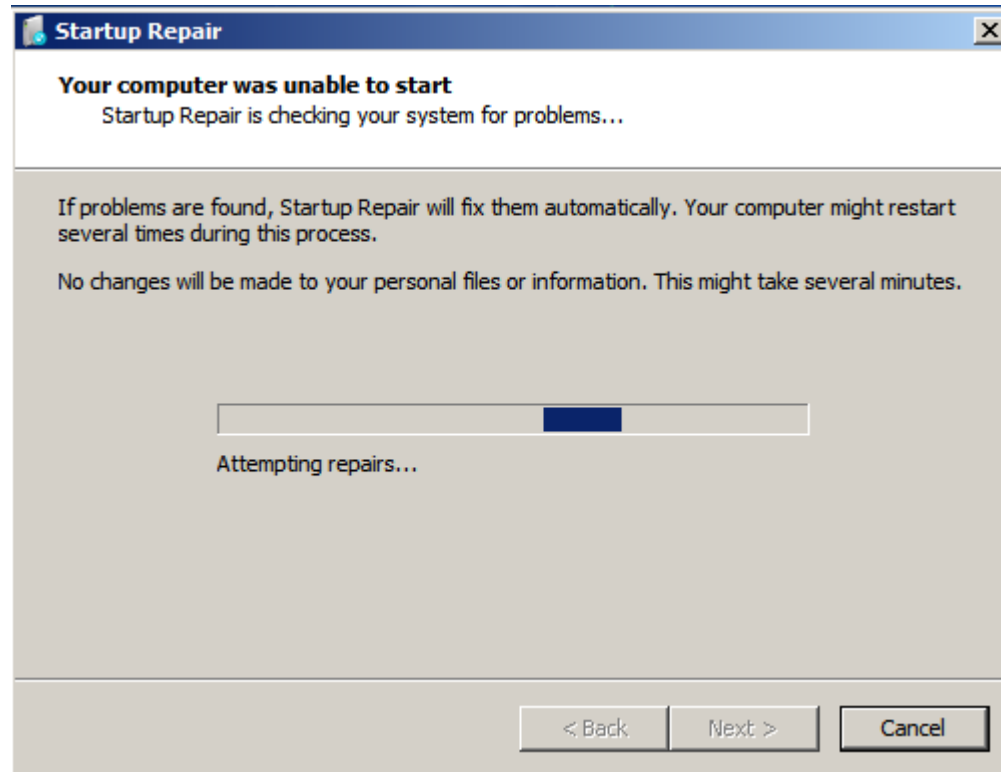 Startup Repair
Your computer was unable to start
Startup Repair is checking your system for problems...
If problems are found, Startup Repair will fix them automatically. Your computer might restart
several times during this process.
No changes will be made to your personal files or information. This might take several minutes.
Attempting repairs...
< Back
Next >
Cancel